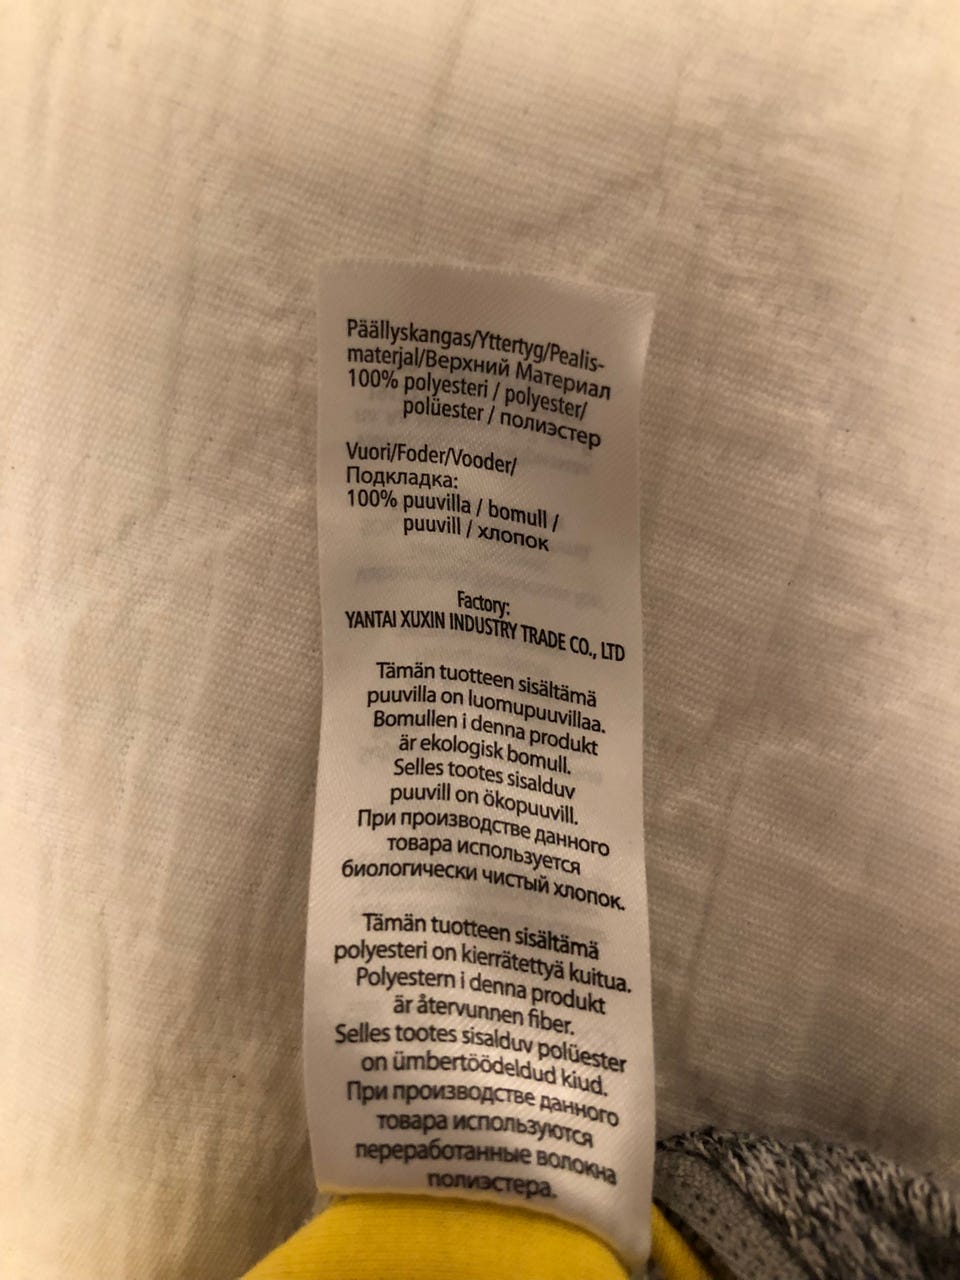 Päällyskangas/Yttertyg/Pealis-
materjal/Верхний Материал
100% polyesteri / polyester/
polüester / полиэстер
Vuori/Foder/Vooder/
Подкладка:
100% puuvilla / bomull /
puuvill / хлопок
Factory:
YANTAI XUXIN INDUSTRY TRADE CO., LTD
Tämän tuotteen sisältämä
puuvilla on luomupuuvillaa.
Bomullen i denna produkt
är ekologisk bomull.
Selles tootes sisalduv
puuvill on ökopuuvill.
При производстве данного
товара используется
биологически чистый хлопок.
Tämän tuotteen sisältämä
polyesteri on kierrätettyä kuitua.
Polyestern i denna produkt
är återvunnen fiber.
Selles tootes sisalduv polüester
on ümbertöödeldud kiud.
При производстве данного
товара используются
переработанные волокна
полиэстера.